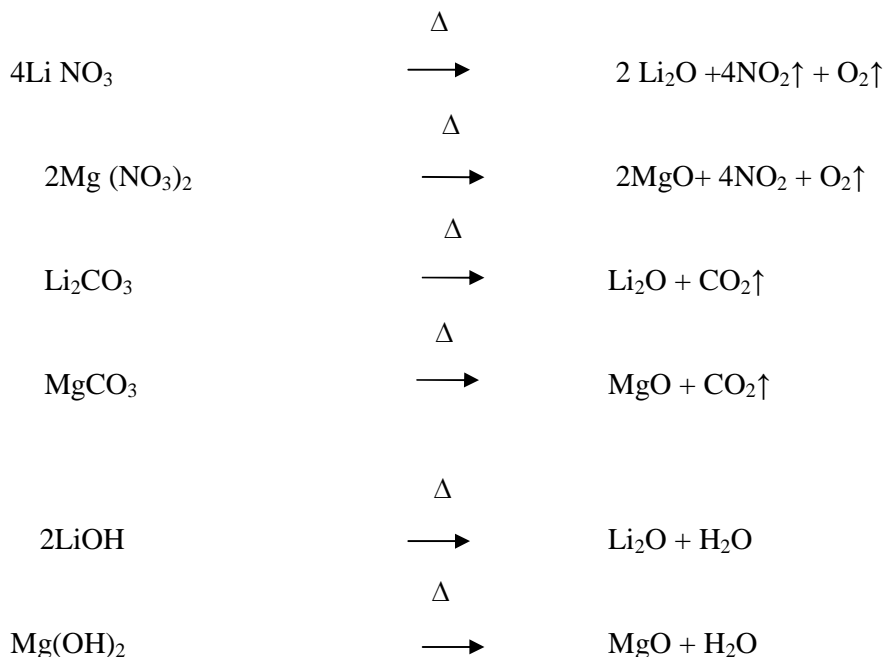 Δ
4Li NO₃ → 2 Li₂O +4NO₂↑ + O₂↑
Δ
2Mg (NO₃)₂ → 2MgO+ 4NO₂ + O₂↑
Δ
Li₂CO₃ → Li₂O + CO₂↑
Δ
MgCO₃ → MgO + CO₂↑
Δ
2LiOH → Li₂O + H₂O
Δ
Mg(OH)₂ → MgO + H₂O